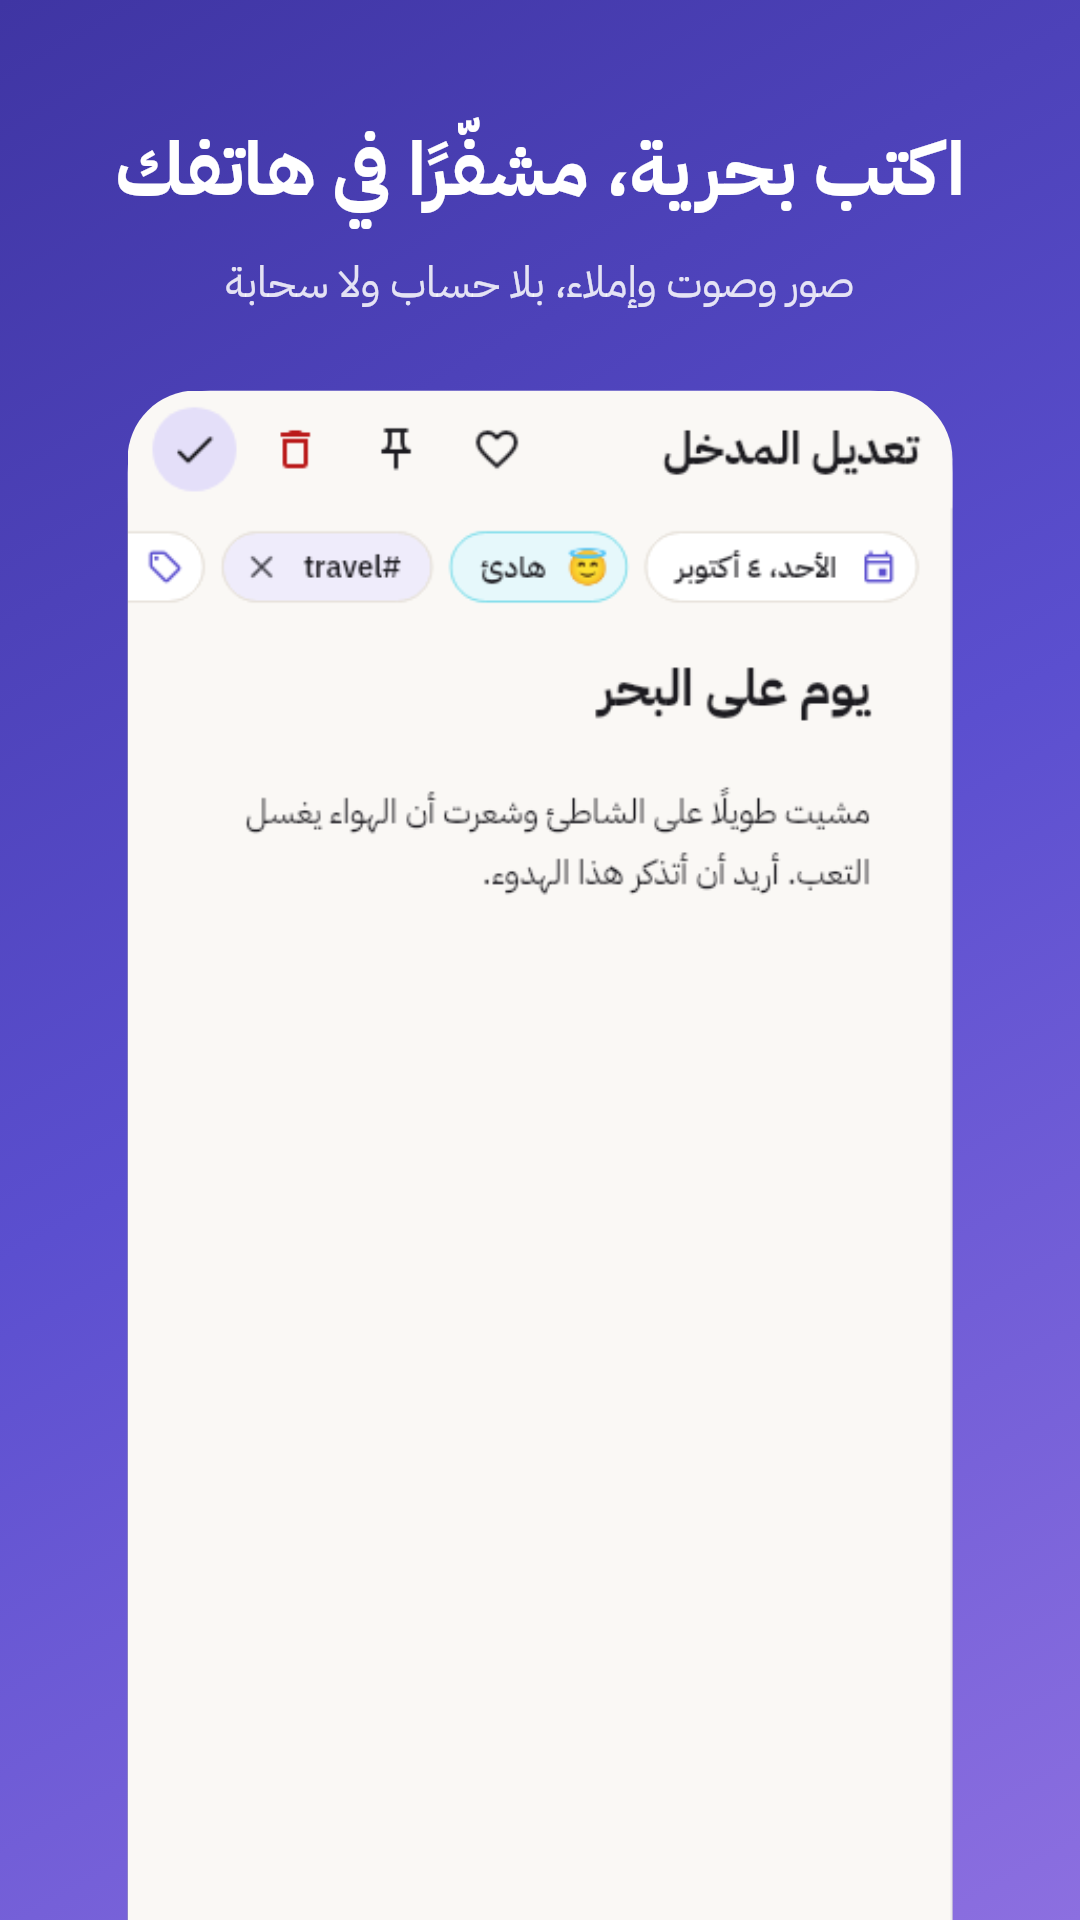 اكتب بحرية، مشفّرًا في هاتفك
صور وصوت وإملاء، بلا حساب ولا سحابة
تعديل المدخل
الأحد، ٤ أكتوبر
هادئ
#travel
يوم على البحر
مشيت طويلًا على الشاطئ وشعرت أن الهواء يغسل
التعب. أريد أن أتذكر هذا الهدوء.